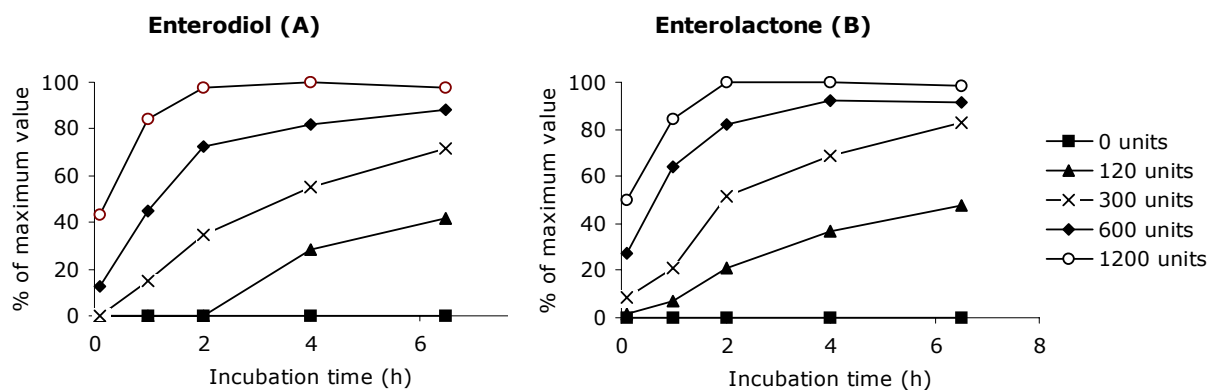 Enterodiol (A)
Enterolactone (B)
% of maximum value
100
80
60
40
20
0
0
2
4
6
Incubation time (h)
% of maximum value
100
80
60
40
20
0
0
2
4
6
8
Incubation time (h)
0 units
120 units
300 units
600 units
1200 units